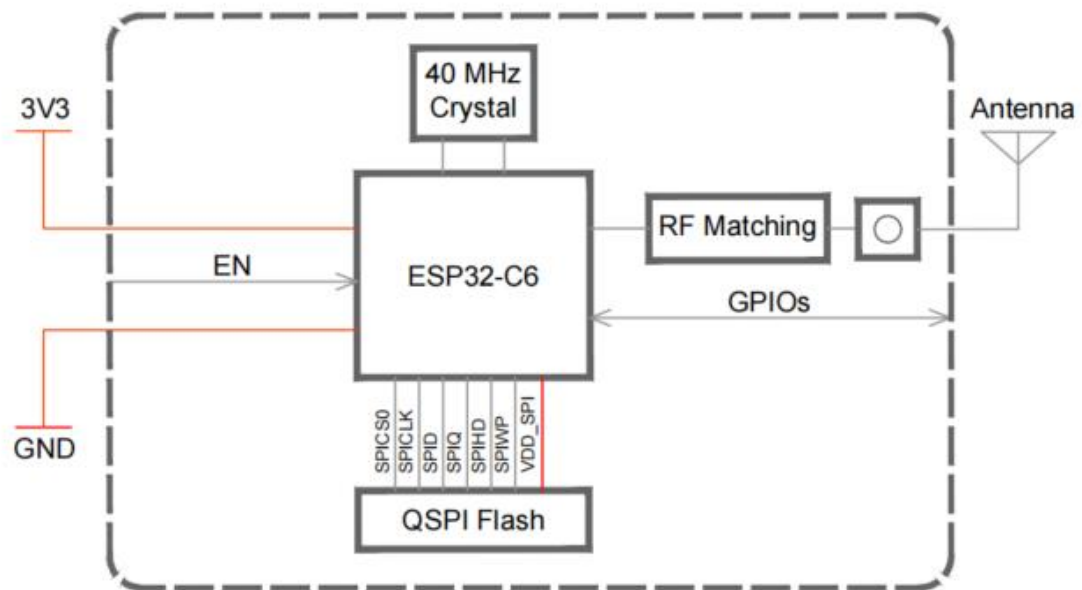 40 MHz
Crystal
3V3
Antenna
RF Matching
EN
ESP32-C6
GPIOs
SPICS0
SPICLK
SPID
SPIQ
SPIHD
SPIWP
VDD_SPI
GND
QSPI Flash